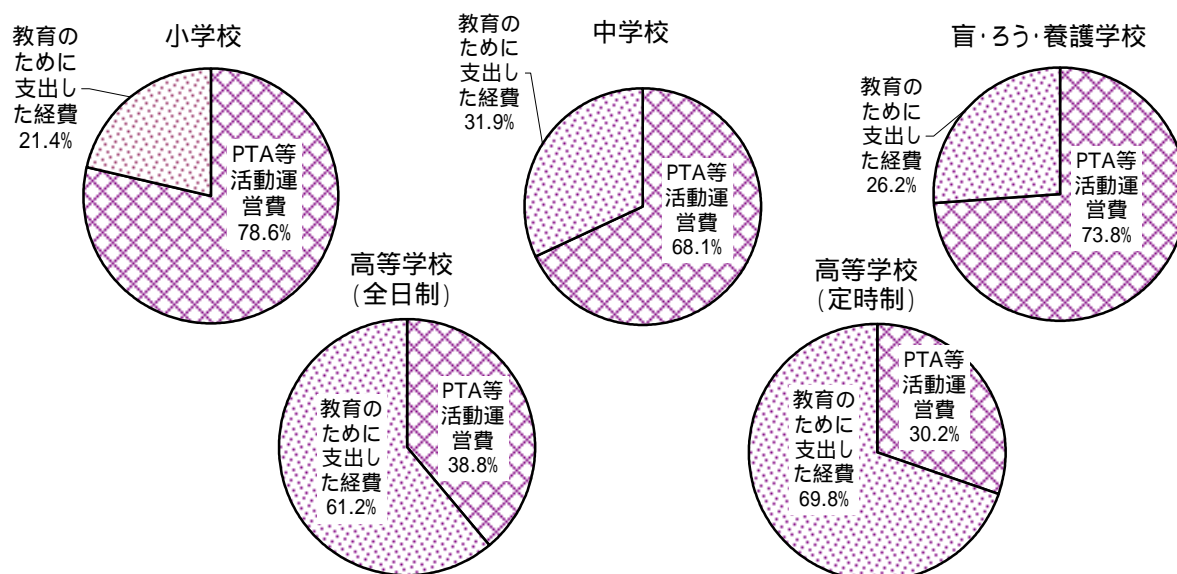 小学校
教育の
ために
支出し
た経費
21.4%
PTA等
活動運
営費
78.6%
中学校
教育の
ために
支出し
た経費
31.9%
PTA等
活動運
営費
68.1%
盲・ろう・養護学校
教育の
ために
支出し
た経費
26.2%
PTA等
活動運
営費
73.8%
高等学校
(全日制)
教育の
ために
支出し
た経費
61.2%
PTA等
活動運
営費
38.8%
高等学校
(定時制)
教育の
ために
支出し
た経費
69.8%
PTA等
活動運
営費
30.2%